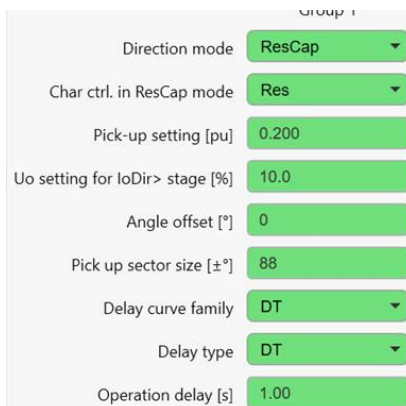 Group 1
Direction mode ResCap
Char ctrl. in ResCap mode Res
Pick-up setting [pu] 0.200
Uo setting for IoDir> stage [%] 10.0
Angle offset [°] 0
Pick up sector size [±°] 88
Delay curve family DT
Delay type DT
Operation delay [s] 1.00